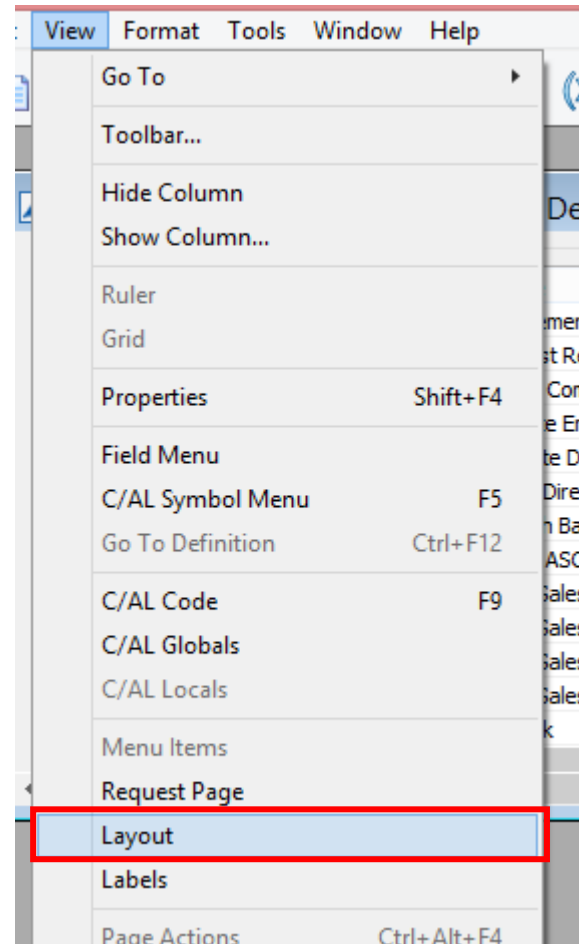 View Format Tools Window Help
Go To
Toolbar...
Hide Column
Show Column...
Ruler
Grid
Properties Shift+F4
Field Menu
C/AL Symbol Menu F5
Go To Definition Ctrl+F12
C/AL Code F9
C/AL Globals
C/AL Locals
Menu Items
Request Page
Layout
Labels
Page Actions Ctrl+Alt+F4